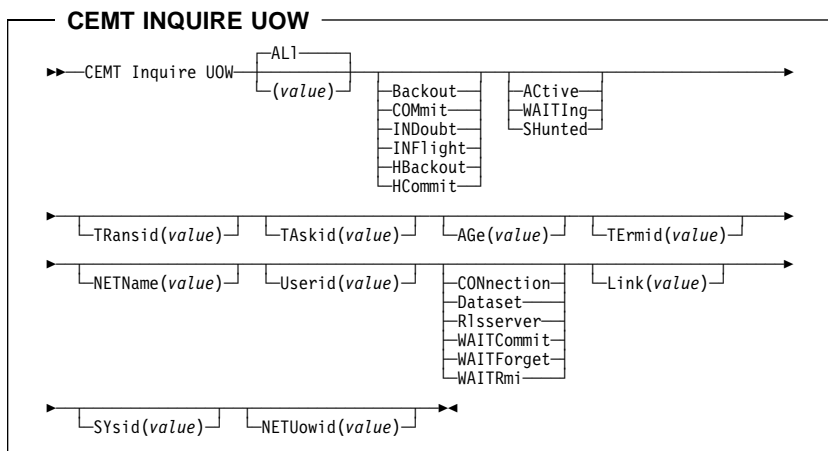 CEMT INQUIRE UOW
ALl
CEMT Inquire UOW
(value)
Backout
COMmit
INDoubt
INFlight
HBackout
HCommit
ACtive
WAITIng
SHunted
TRansid(value)
TAskid(value)
AGe(value)
TErmid(value)
NETName(value)
Userid(value)
CONnection
Dataset
Rlsserver
WAITCommit
WAITForget
WAITRmi
Link(value)
SYsid(value)
NETUowid(value)